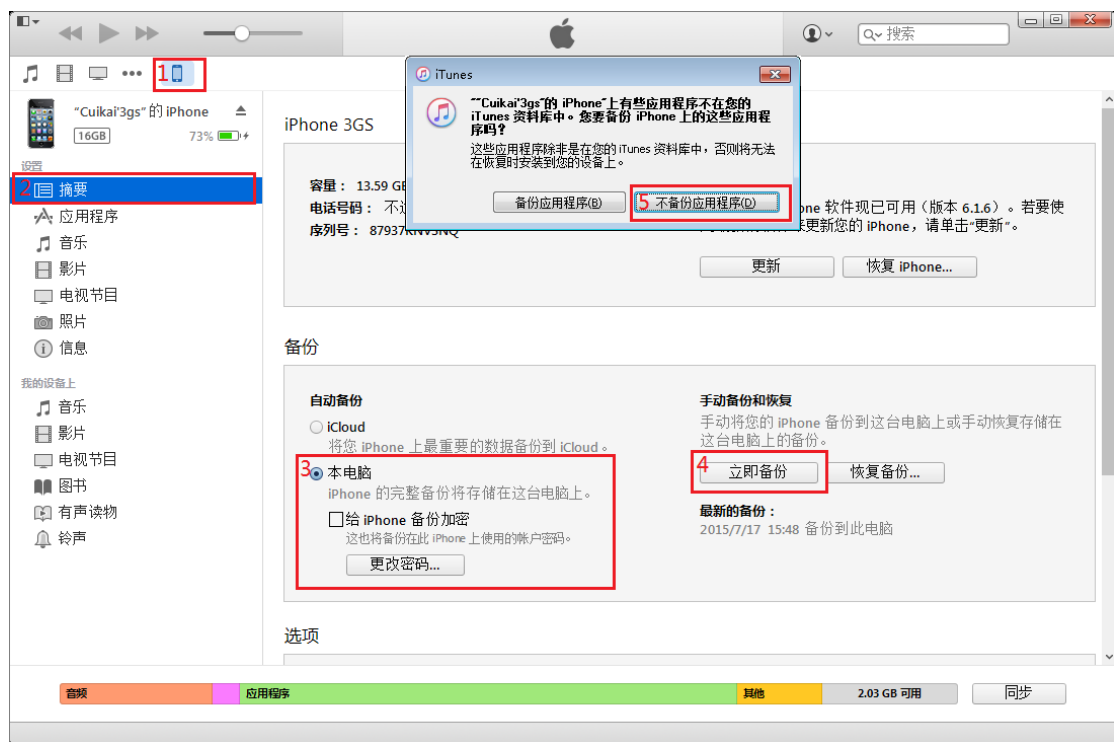 搜索
1
iTunes
"“Cuikai'3gs”的 iPhone"上有些应用程序不在您的
iTunes 资料库中。您要备份 iPhone 上的这些应用程
序吗?
这些应用程序除非是在您的 iTunes 资料库中，否则将无法
在恢复时安装到您的设备上。
备份应用程序(B)
5 不备份应用程序(D)
“Cuikai'3gs”的 iPhone
16GB
73%
设置
2 摘要
应用程序
音乐
影片
电视节目
照片
信息
我的设备上
音乐
影片
电视节目
图书
有声读物
铃声
iPhone 3GS
容量： 13.59 GB
电话号码： 不
序列号： 87937
软件现已可用（版本 6.1.6）。若要使
更新您的 iPhone，请单击“更新”。
更新
恢复 iPhone...
备份
自动备份
iCloud
将您 iPhone 上最重要的数据备份到 iCloud。
3 本电脑
iPhone 的完整备份将存储在这台电脑上。
给 iPhone 备份加密
这也将备份在此 iPhone 上使用的帐户密码。
更改密码...
手动备份和恢复
手动将您的 iPhone 备份到这台电脑上或手动恢复存储在
这台电脑上的备份。
4 立即备份
恢复备份...
最新的备份：
2015/7/17 15:48 备份到此电脑
选项
音频
应用程序
其他
2.03 GB 可用
同步